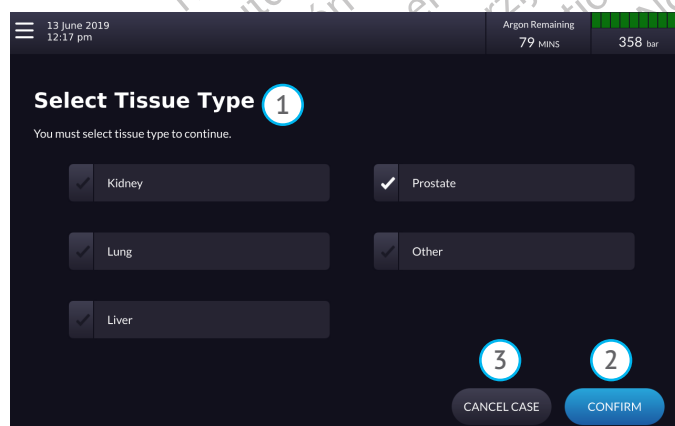 13 June 2019
12:17 pm
Argon Remaining
79 MINS
358 bar
Select Tissue Type
1
You must select tissue type to continue.
Kidney
Prostate
Lung
Other
Liver
3
2
CANCEL CASE
CONFIRM